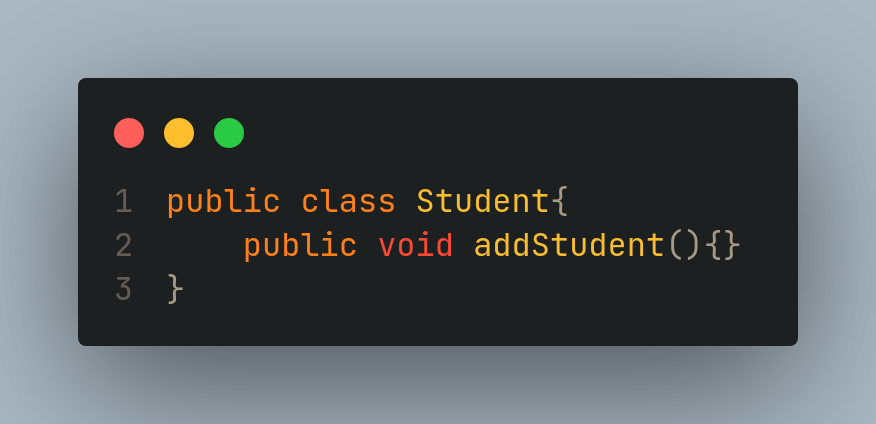 1 public class Student{
2     public void addStudent(){}
3 }